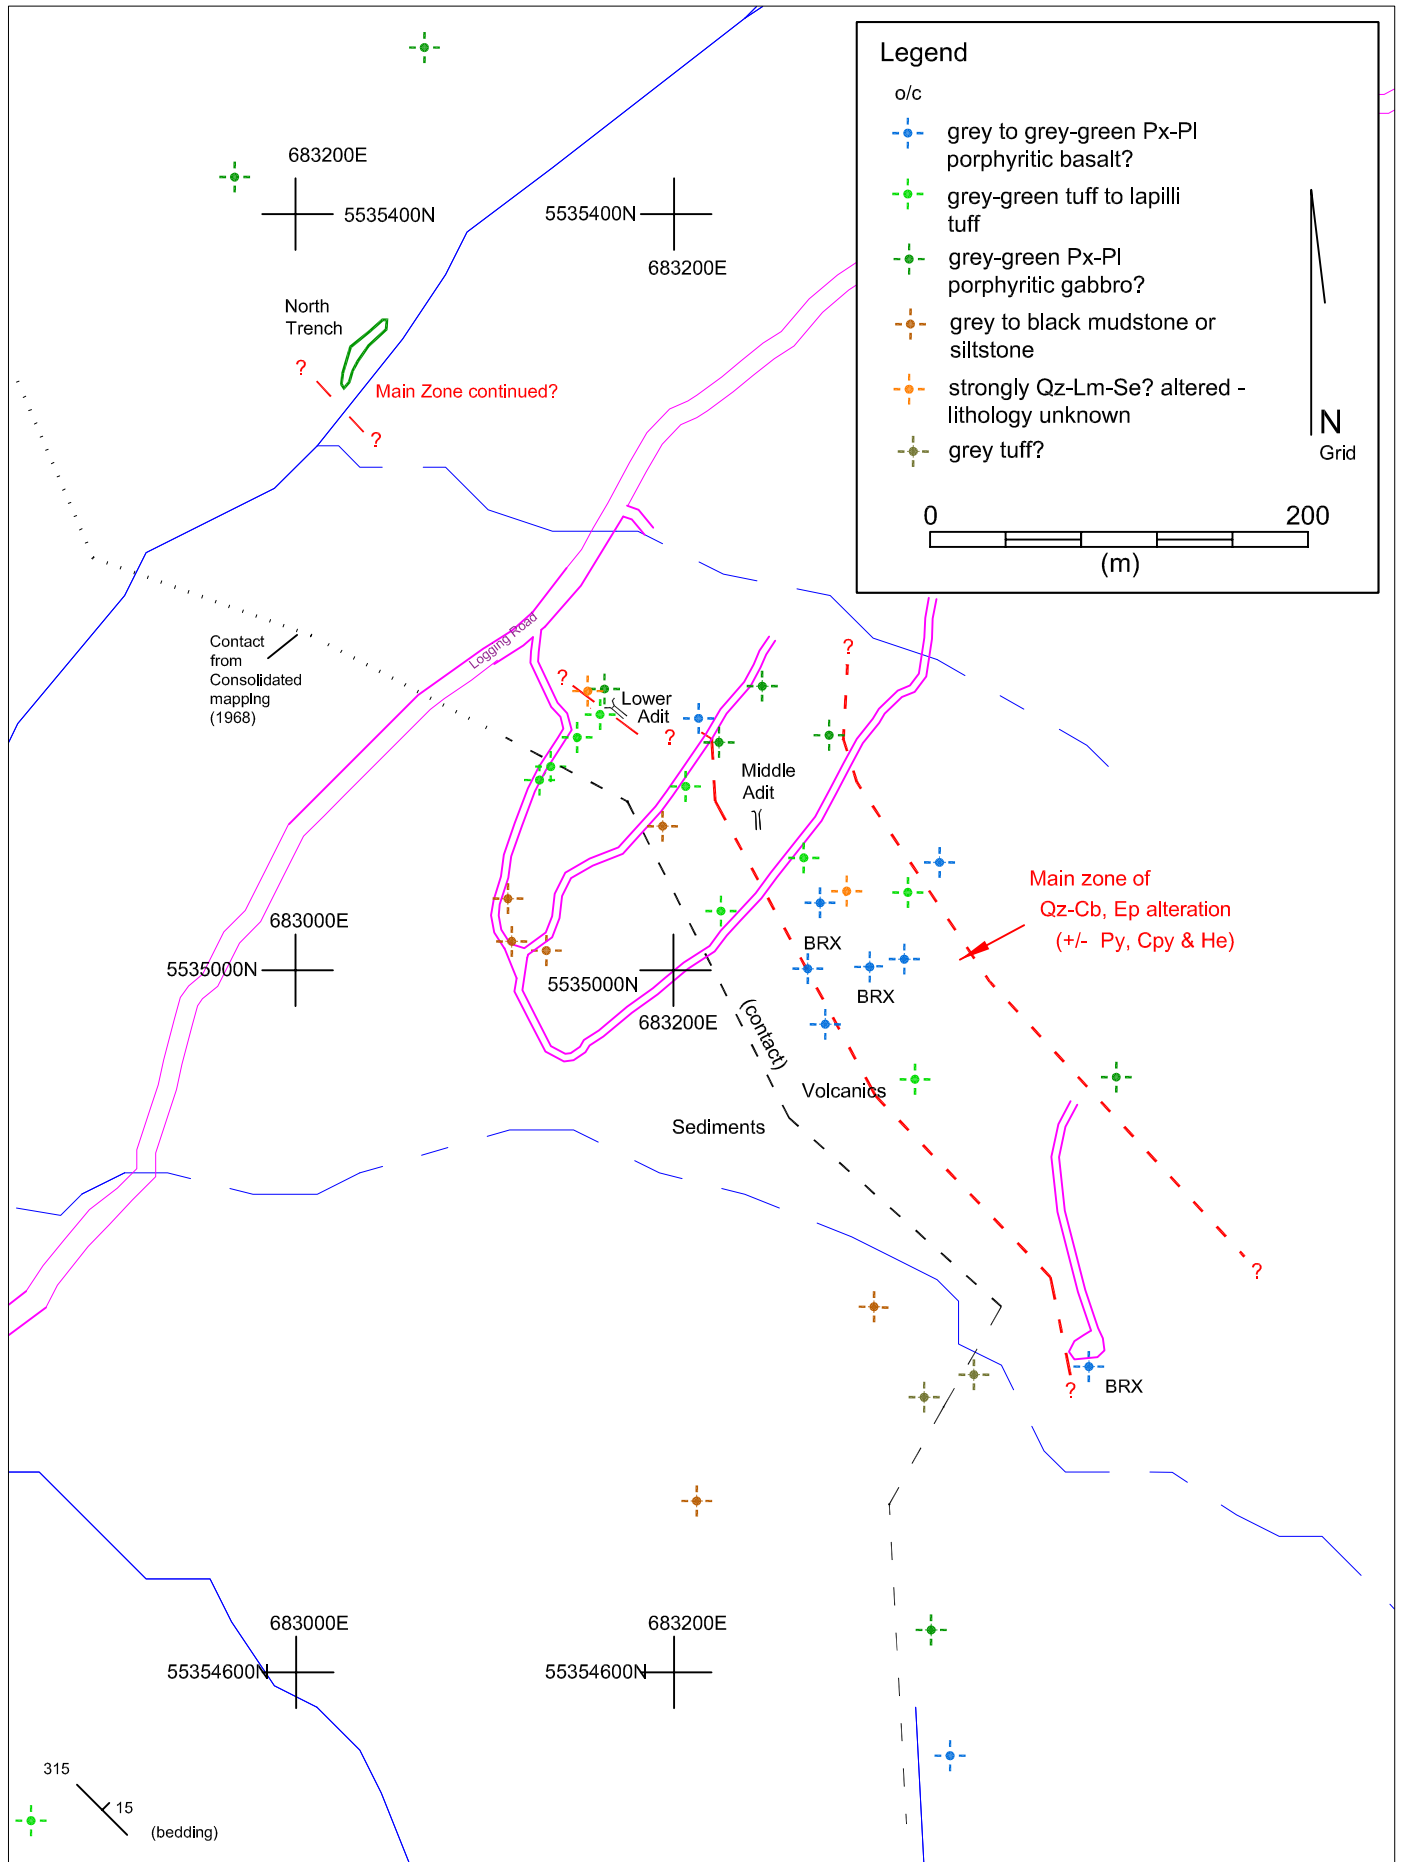 Legend
o/c
grey to grey-green Px-Pl
porphyritic basalt?
grey-green tuff to lapilli
tuff
grey-green Px-Pl
porphyritic gabbro?
grey to black mudstone or
siltstone
strongly Qz-Lm-Se? altered -
lithology unknown
grey tuff?
N
Grid
0
200
(m)
683200E
5535400N
5535400N
683200E
North
Trench
?
Main Zone continued?
?
Contact
from
Consolidated
mapping
(1968)
Logging Road
?
Lower
Adit
?
?
Middle
Adit
Main zone of
Qz-Cb, Ep alteration
(+/- Py, Cpy & He)
683000E
5535000N
BRX
5535000N
BRX
683200E
(contact)
Volcanics
Sediments
?
?
BRX
683000E
683200E
55354600N
55354600N
315
15
(bedding)